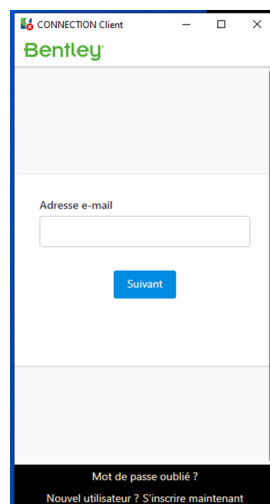 CONNECTION Client
Bentley
Adresse e-mail
Suivant
Mot de passe oublié ?
Nouvel utilisateur ? S'inscrire maintenant